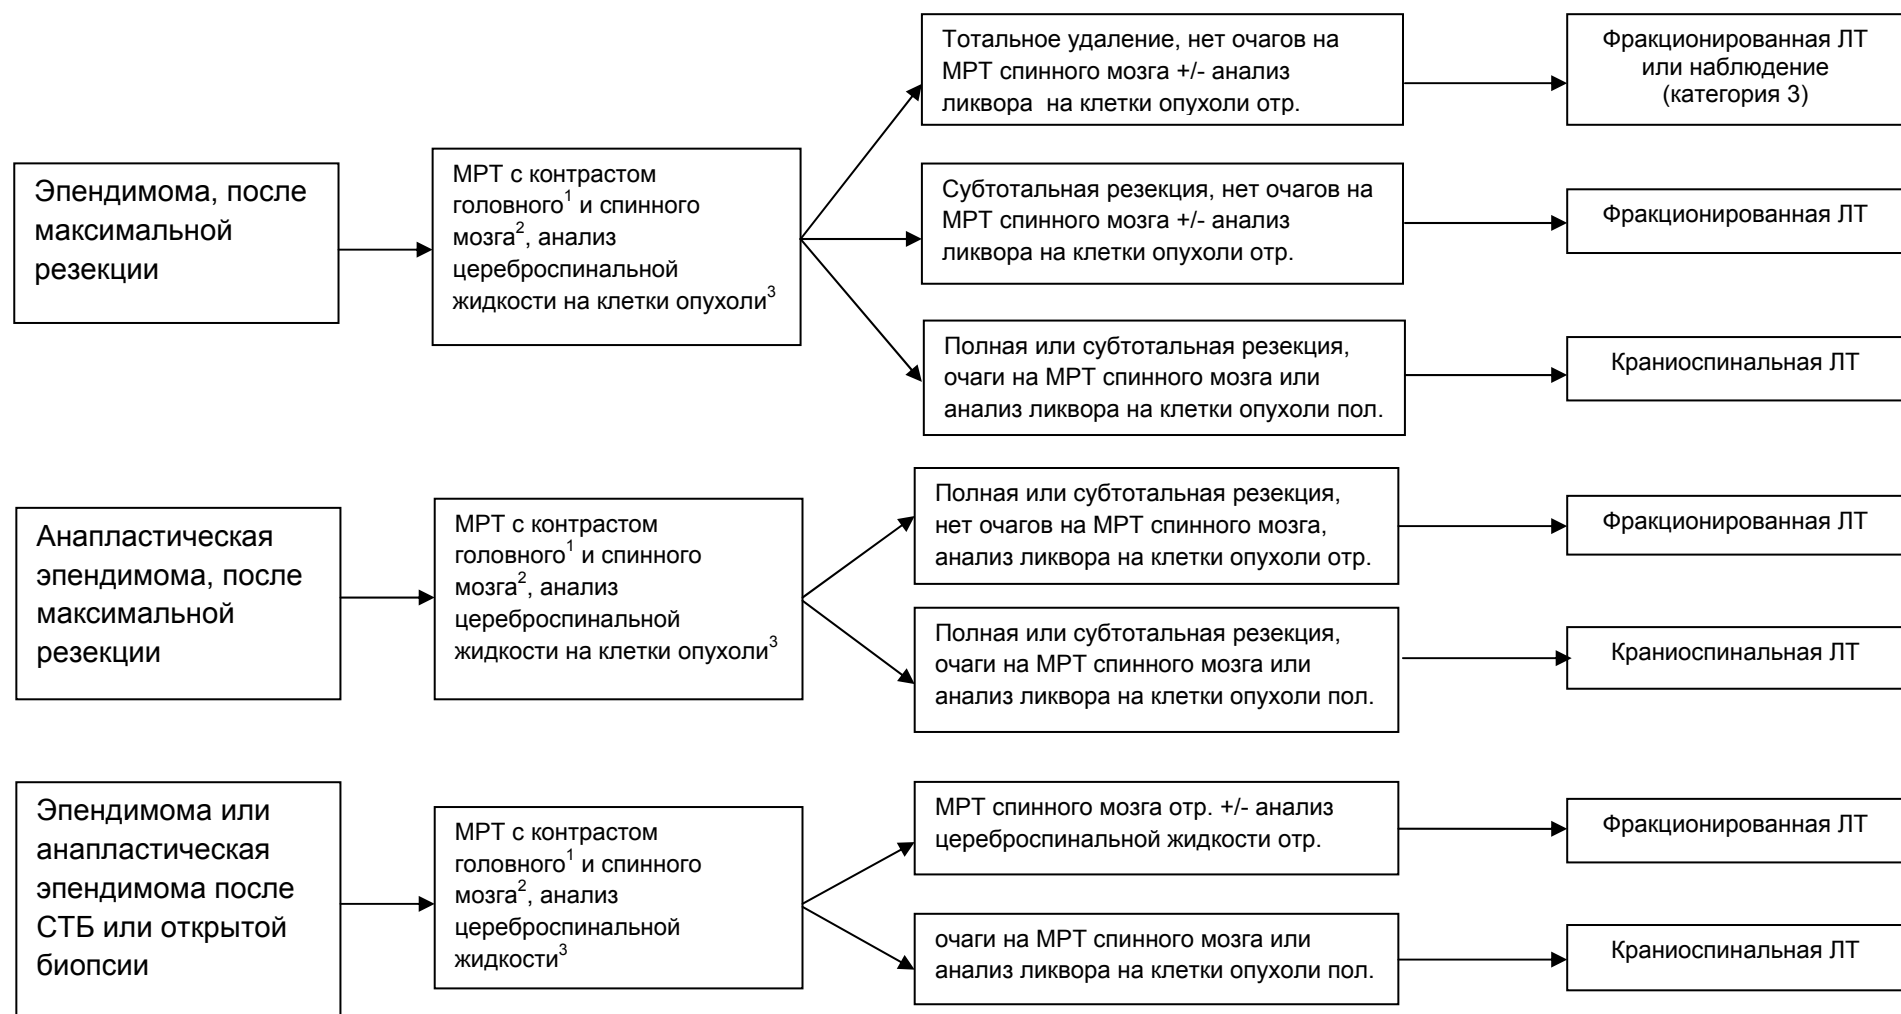 Эпендимома, после
максимальной
резекции
МРТ с контрастом
головного¹ и спинного
мозга², анализ
цереброспинальной
жидкости на клетки опухоли³
Тотальное удаление, нет очагов на
МРТ спинного мозга +/- анализ
ликвора на клетки опухоли отр.
Фракционированная ЛТ
или наблюдение
(категория 3)
Субтотальная резекция, нет очагов на
МРТ спинного мозга +/- анализ
ликвора на клетки опухоли отр.
Фракционированная ЛТ
Полная или субтотальная резекция,
очаги на МРТ спинного мозга или
анализ ликвора на клетки опухоли пол.
Краниоспинальная ЛТ
Анапластическая
эпендимома, после
максимальной
резекции
МРТ с контрастом
головного¹ и спинного
мозга², анализ
цереброспинальной
жидкости на клетки опухоли³
Полная или субтотальная резекция,
нет очагов на МРТ спинного мозга,
анализ ликвора на клетки опухоли отр.
Фракционированная ЛТ
Полная или субтотальная резекция,
очаги на МРТ спинного мозга или
анализ ликвора на клетки опухоли пол.
Краниоспинальная ЛТ
Эпендимома или
анапластическая
эпендимома после
СТБ или открытой
биопсии
МРТ с контрастом
головного¹ и спинного
мозга², анализ
цереброспинальной
жидкости³
МРТ спинного мозга отр. +/- анализ
цереброспинальной жидкости отр.
Фракционированная ЛТ
очаги на МРТ спинного мозга или
анализ ликвора на клетки опухоли пол.
Краниоспинальная ЛТ